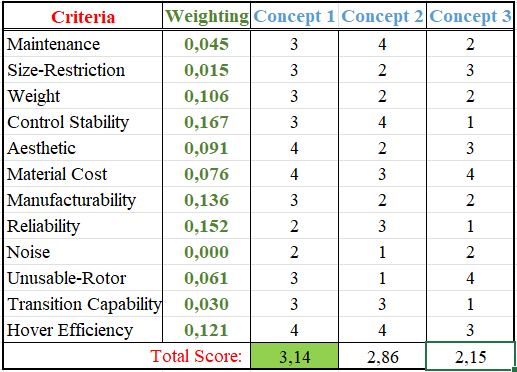 Criteria Weighting Concept 1 Concept 2 Concept 3
Maintenance 0,045 3 4 2
Size-Restriction 0,015 3 2 3
Weight 0,106 3 2 2
Control Stability 0,167 3 4 1
Aesthetic 0,091 4 2 3
Material Cost 0,076 4 3 4
Manufacturability 0,136 3 2 2
Reliability 0,152 2 3 1
Noise 0,000 2 1 2
Unusable-Rotor 0,061 3 1 4
Transition Capability 0,030 3 3 1
Hover Efficiency 0,121 4 4 3
Total Score: 3,14 2,86 2,15